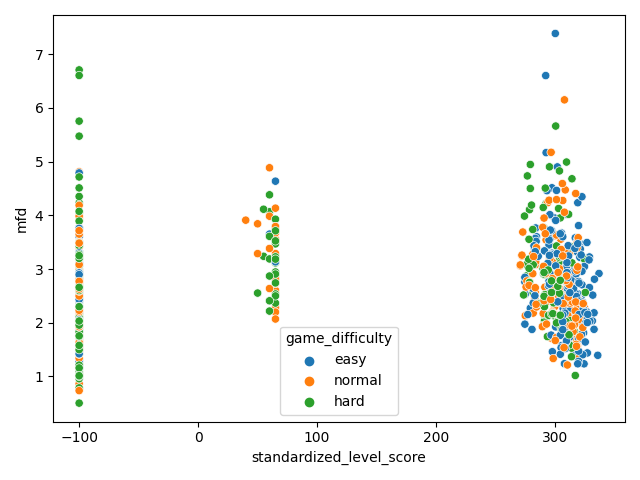 7
6
5
4
3
2
1
mfd
game_difficulty
easy
normal
hard
−100 0 100 200 300
standardized_level_score